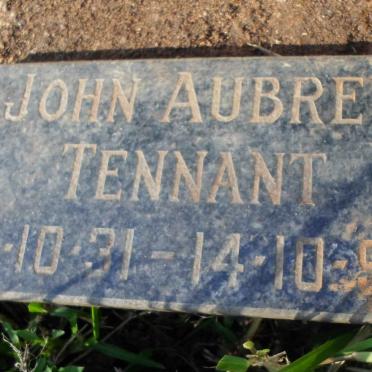 JOHN AUBRE
TENNANT
-10-31-14-10-